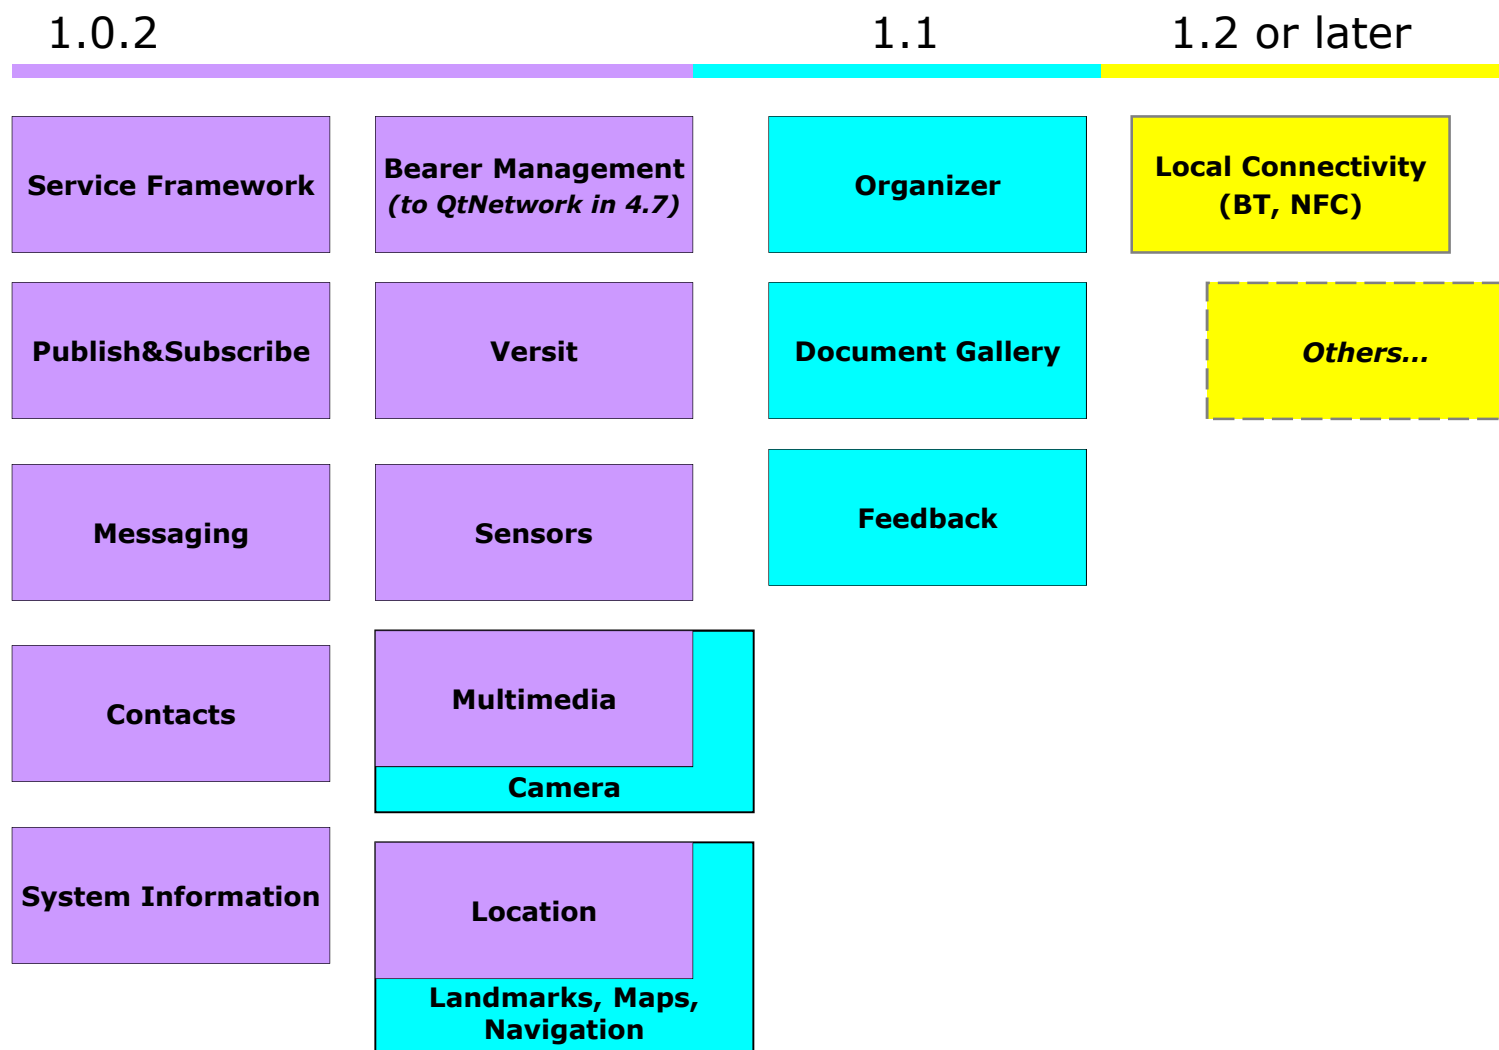 1.0.2
1.1
1.2 or later
Service Framework
Bearer Management
(to QtNetwork in 4.7)
Organizer
Local Connectivity
(BT, NFC)
Publish&Subscribe
Versit
Document Gallery
Others...
Messaging
Sensors
Feedback
Contacts
Multimedia
Camera
System Information
Location
Landmarks, Maps,
Navigation